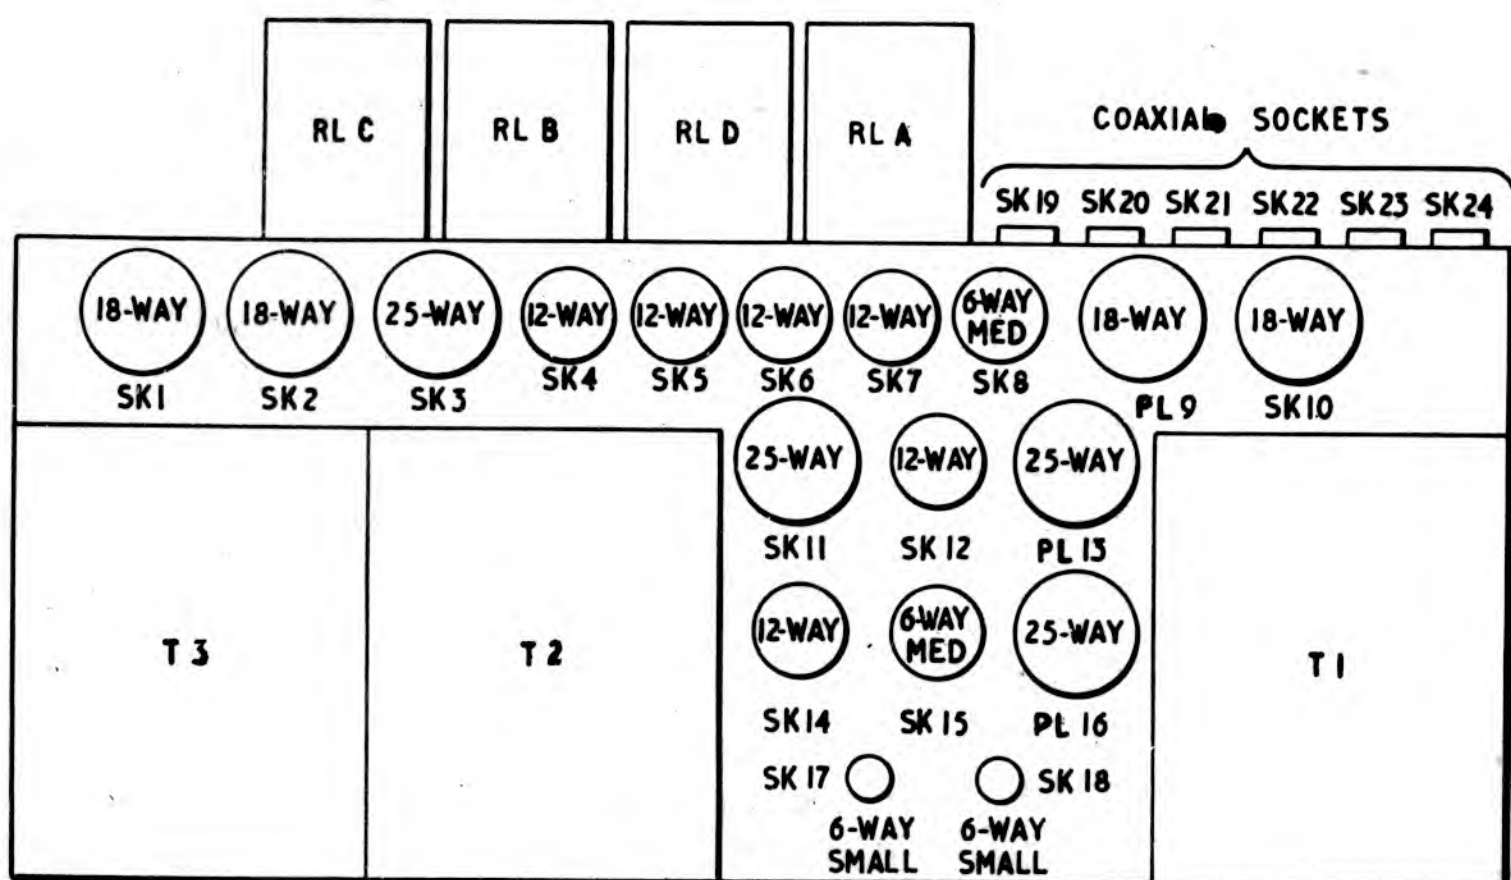 RL C RL B RL D RL A
COAXIAL SOCKETS
SK19 SK20 SK21 SK22 SK23 SK24
18-WAY 18-WAY 25-WAY 12-WAY 12-WAY 12-WAY 12-WAY 6-WAY MED 18-WAY 18-WAY
SK1 SK2 SK3 SK4 SK5 SK6 SK7 SK8 PL9 SK10
25-WAY 12-WAY 25-WAY
SK11 SK12 PL13
12-WAY 6-WAY MED 25-WAY
T3 T2 T1
SK14 SK15 PL16
SK17 SK18
6-WAY 6-WAY
SMALL SMALL